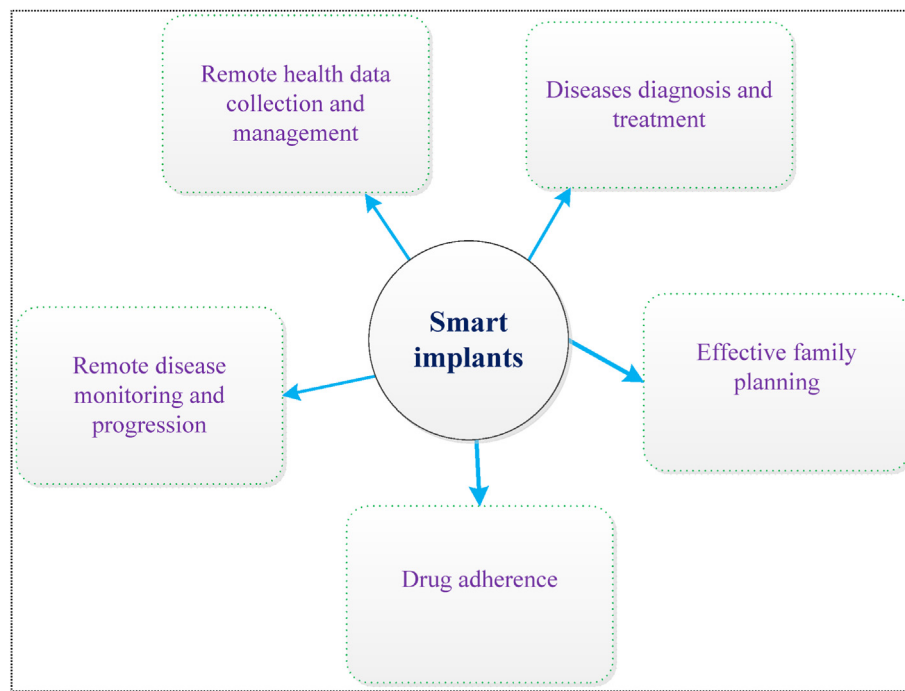 Remote health data
collection and
management
Diseases diagnosis and
treatment
Smart
implants
Effective family
planning
Remote disease
monitoring and
progression
Drug adherence